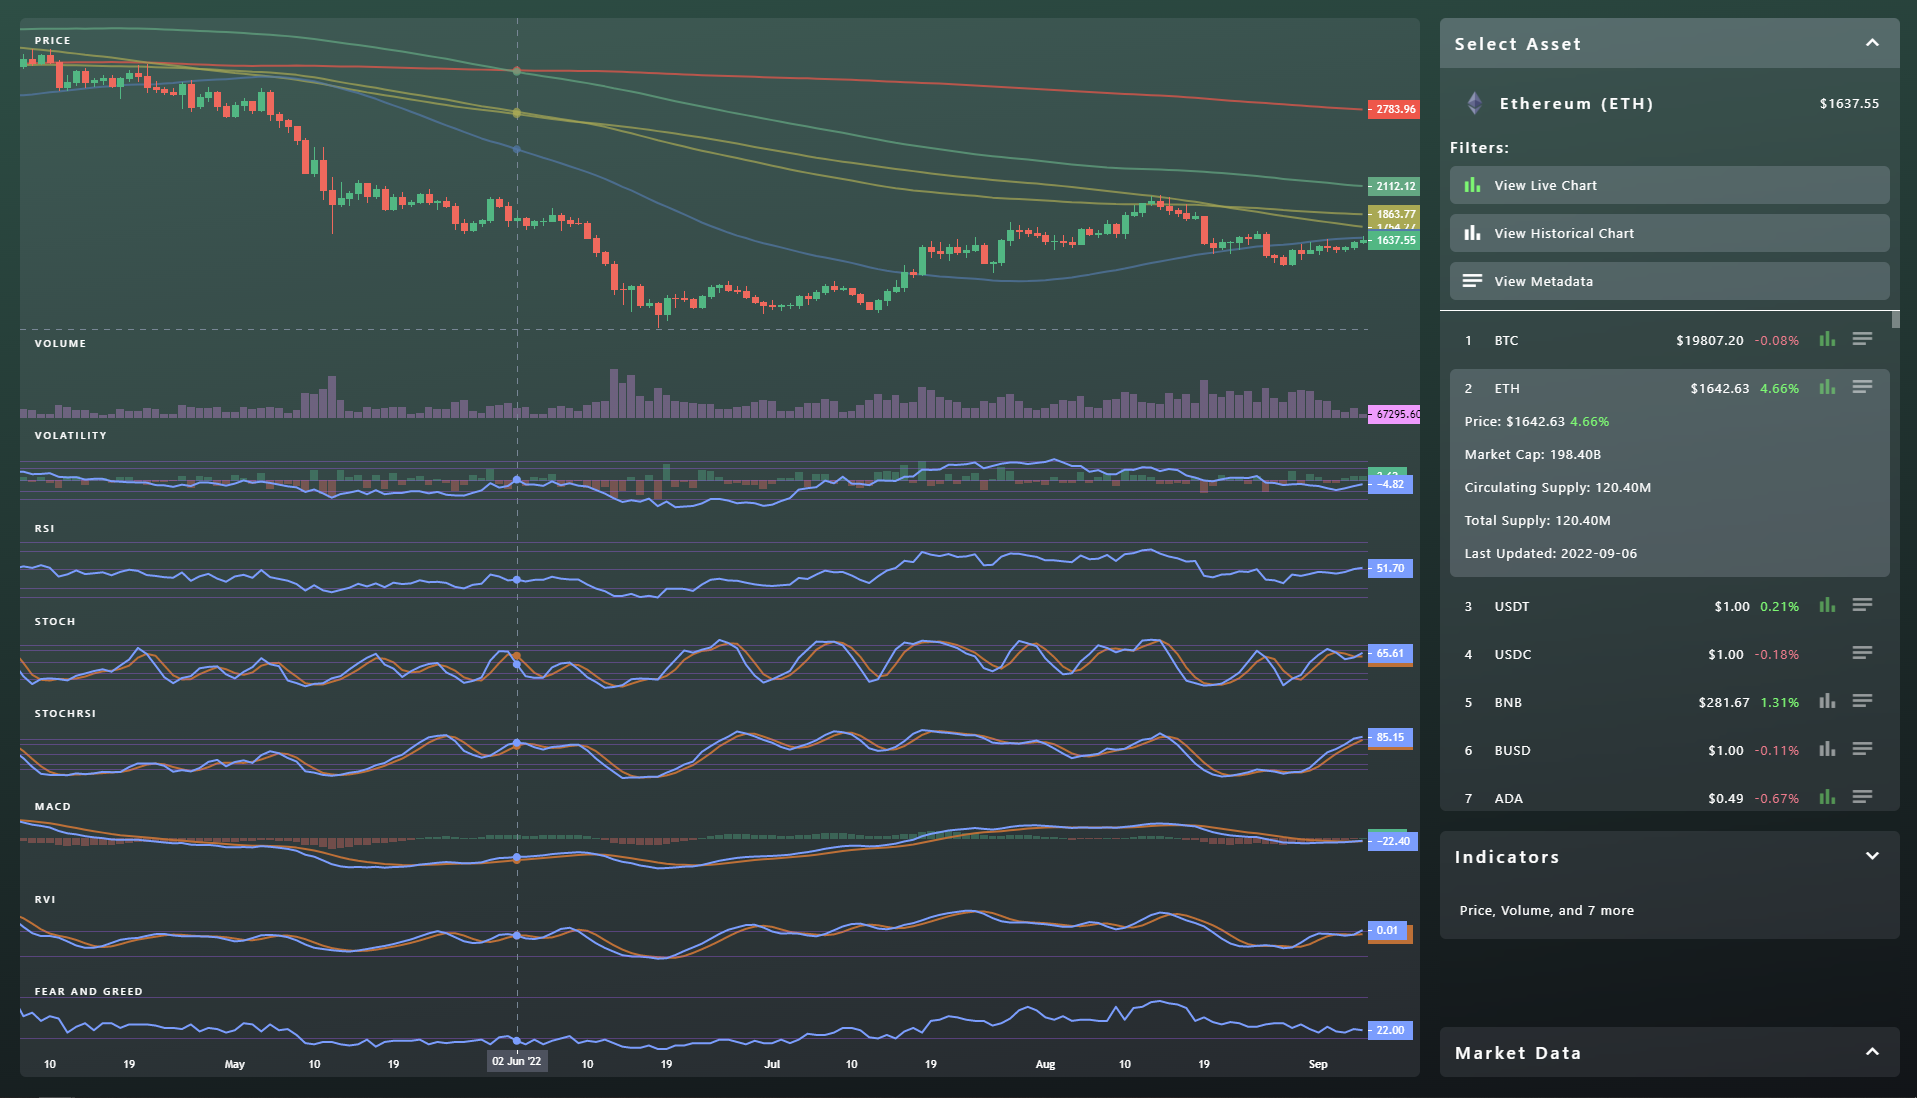 PRICE
2783.96
2112.12
1863.77
1754.77
1637.55
VOLUME
67295.60
VOLATILITY
−4.82
RSI
51.70
STOCH
65.61
STOCHRSI
85.15
MACD
−22.40
RVI
0.01
FEAR AND GREED
22.00
10 19 May 10 19 02 Jun '22 10 19 Jul 10 19 Aug 10 19 Sep
Select Asset
Ethereum (ETH) $1637.55
Filters:
View Live Chart
View Historical Chart
View Metadata
1 BTC $19807.20 -0.08%
2 ETH $1642.63 4.66%
Price: $1642.63 4.66%
Market Cap: 198.40B
Circulating Supply: 120.40M
Total Supply: 120.40M
Last Updated: 2022-09-06
3 USDT $1.00 0.21%
4 USDC $1.00 -0.18%
5 BNB $281.67 1.31%
6 BUSD $1.00 -0.11%
7 ADA $0.49 -0.67%
Indicators
Price, Volume, and 7 more
Market Data